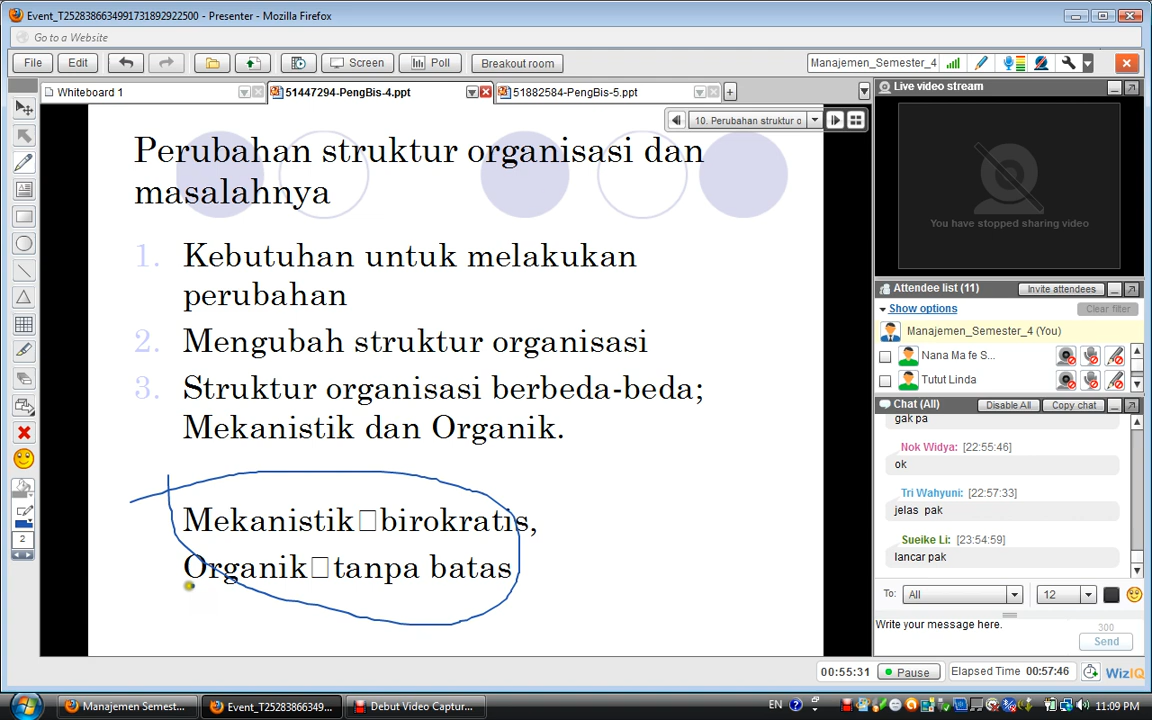 Event_T2528386634991731892922500 - Presenter - Mozilla Firefox
Go to a Website
File Edit Screen Poll Breakout room Manajemen_Semester_4
Whiteboard 1 51447294-PengBis-4.ppt 51882584-PengBis-5.ppt
10. Perubahan struktur o
Perubahan struktur organisasi dan
masalahnya
1. Kebutuhan untuk melakukan
perubahan
2. Mengubah struktur organisasi
3. Struktur organisasi berbeda-beda;
Mekanistik dan Organik.
Mekanistik□birokratis,
Organik□tanpa batas
2
Live video stream
You have stopped sharing video
Attendee list (11) Invite attendees
Show options Clear filter
Manajemen_Semester_4 (You)
Nana Ma fe S...
Tutut Linda
Chat (All) Disable All Copy chat
gak pa
Nok Widya: [22:55:46]
ok
Tri Wahyuni: [22:57:33]
jelas pak
Sueike Li: [23:54:59]
lancar pak
To: All 12
Write your message here.
300
Send
00:55:31 Pause Elapsed Time 00:57:46 WizIQ
Manajemen Semest... Event_T25283866349... Debut Video Captur... EN 11:09 PM